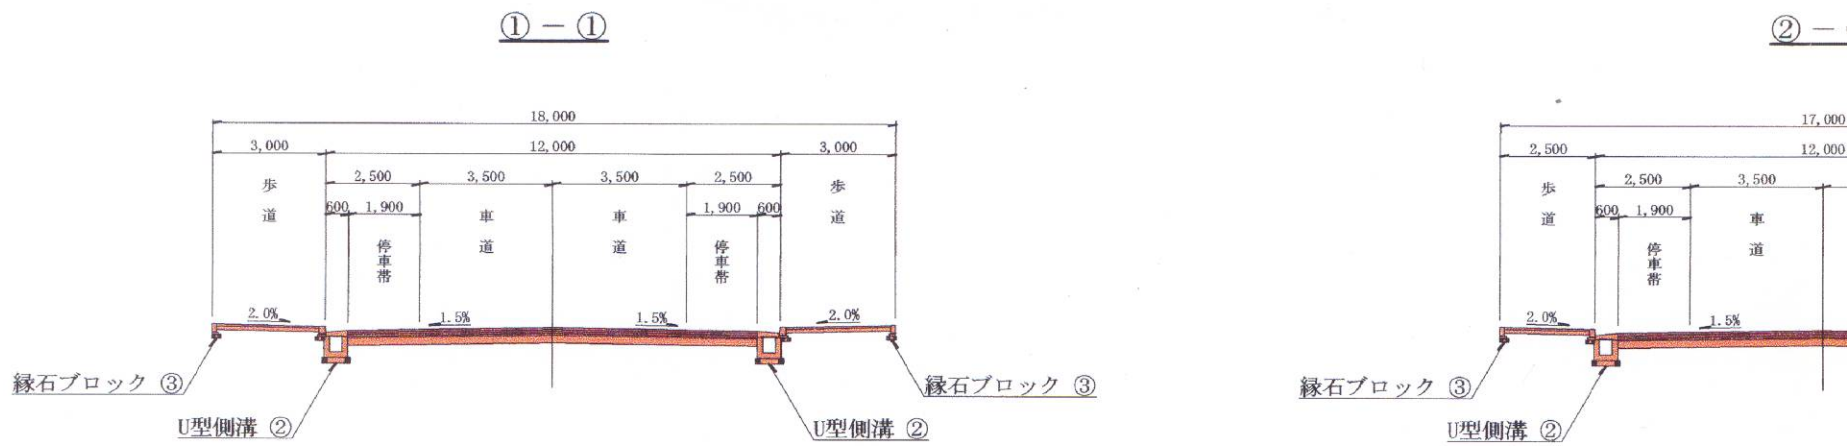 ① － ①
18,000
3,000 12,000 3,000
2,500 3,500 3,500 2,500
600 1,900 1,900 600
歩道
停車帯
車道
車道
停車帯
歩道
2.0% 1.5% 1.5% 2.0%
縁石ブロック ③
U型側溝 ②
縁石ブロック ③
U型側溝 ②
② －
17,000
2,500 12,000
2,500 3,500
600 1,900
歩道
停車帯
車道
2.0% 1.5%
縁石ブロック ③
U型側溝 ②